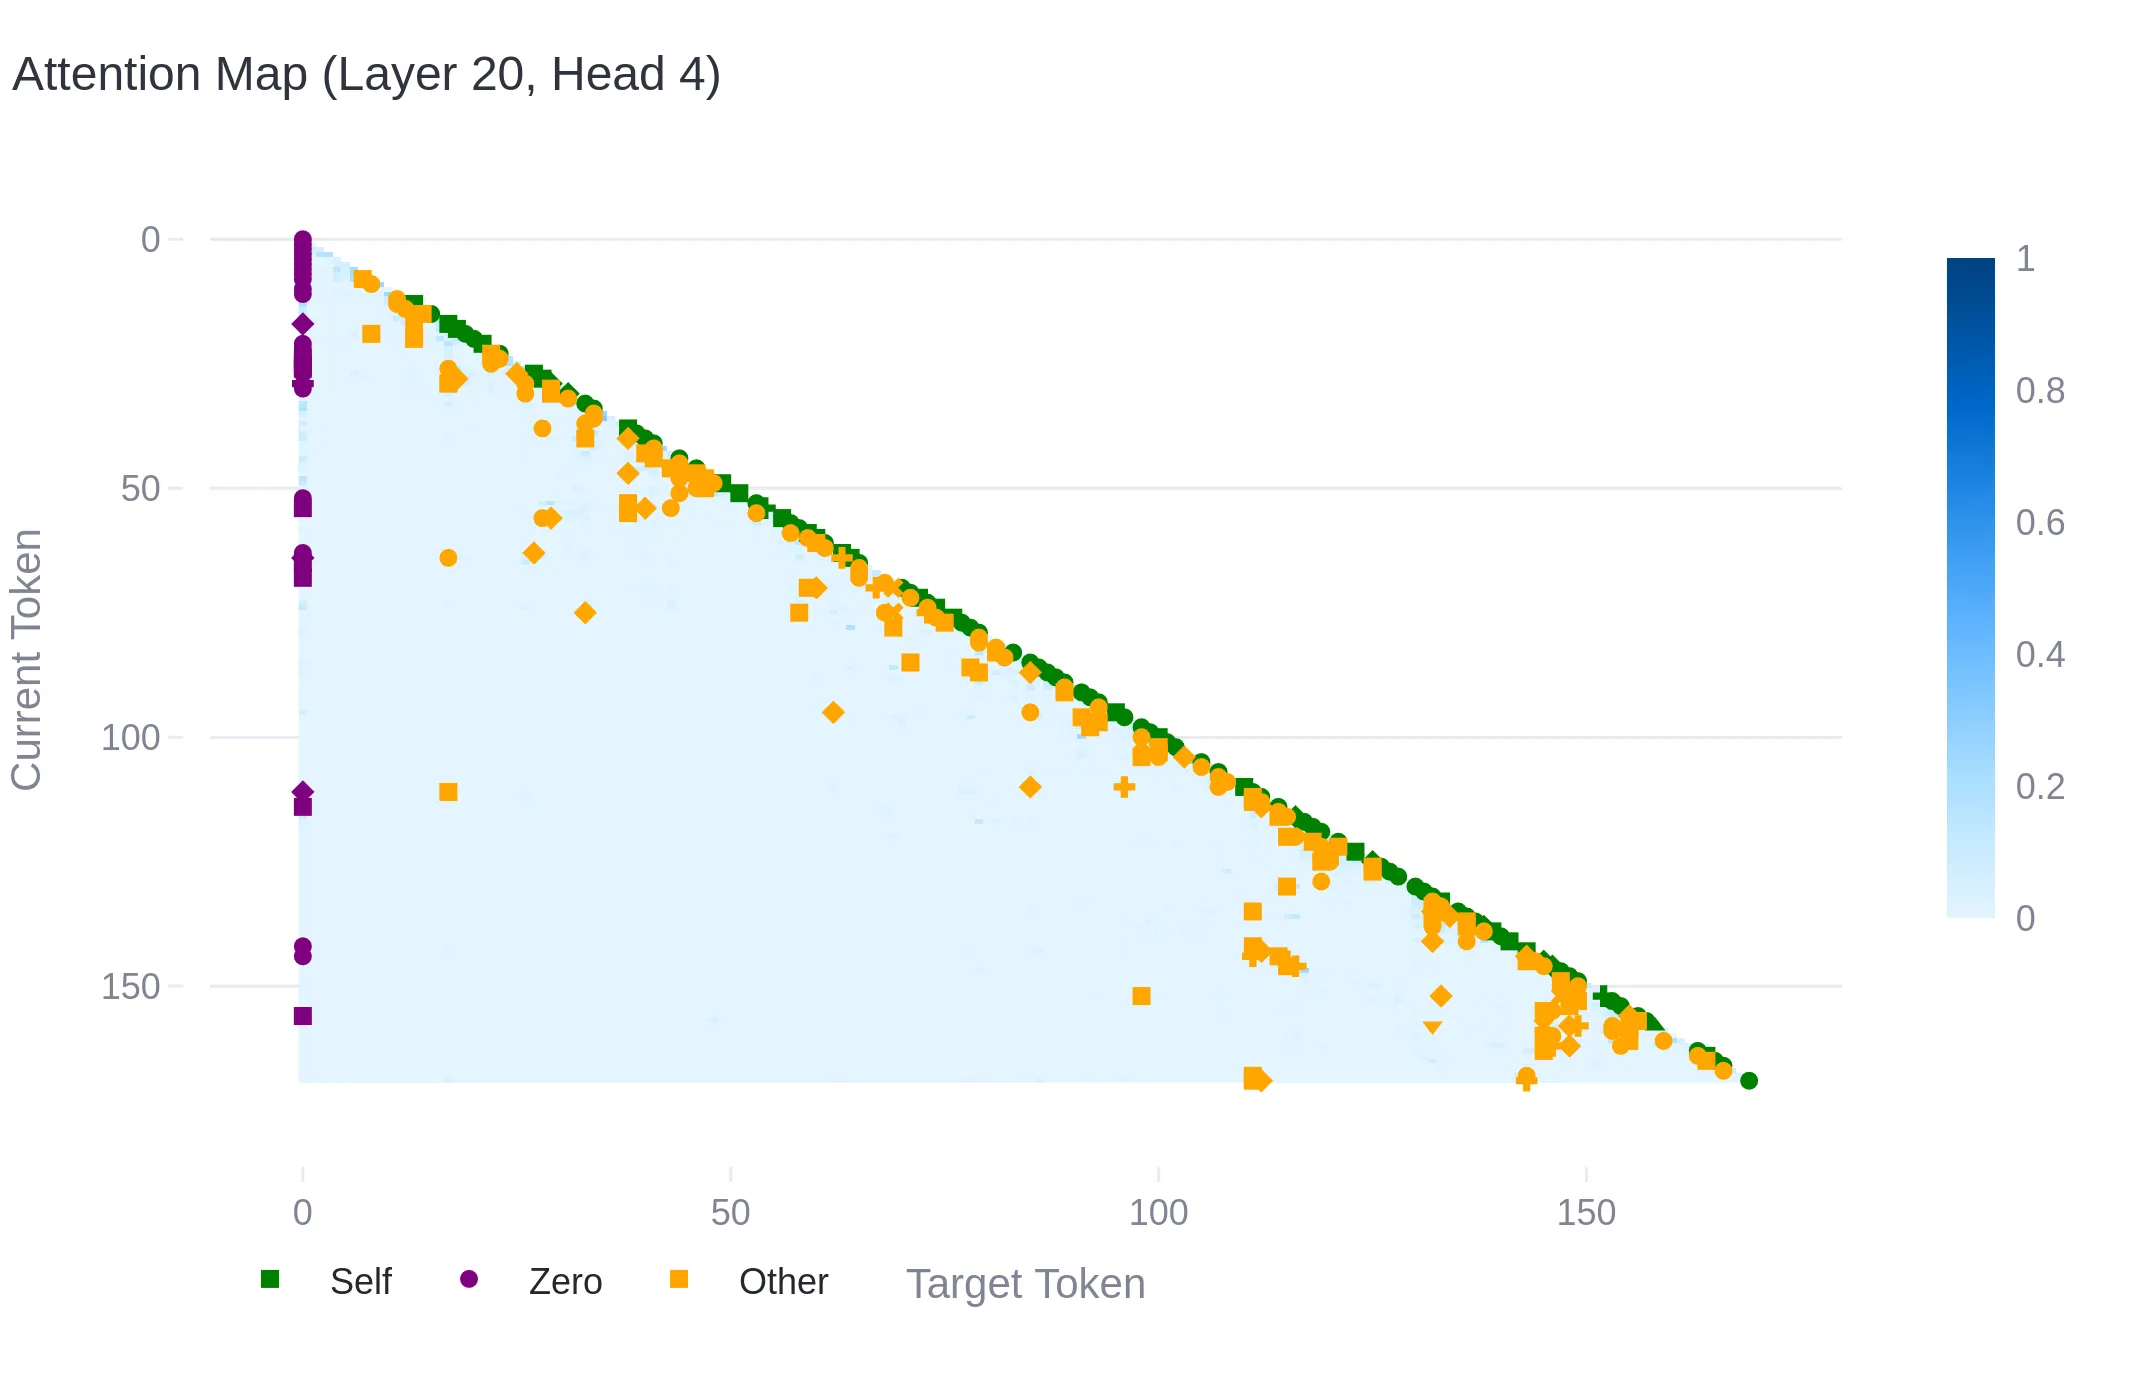 Attention Map (Layer 20, Head 4)
Current Token
0
50
100
150
0
50
100
150
Target Token
Self
Zero
Other
1
0.8
0.6
0.4
0.2
0